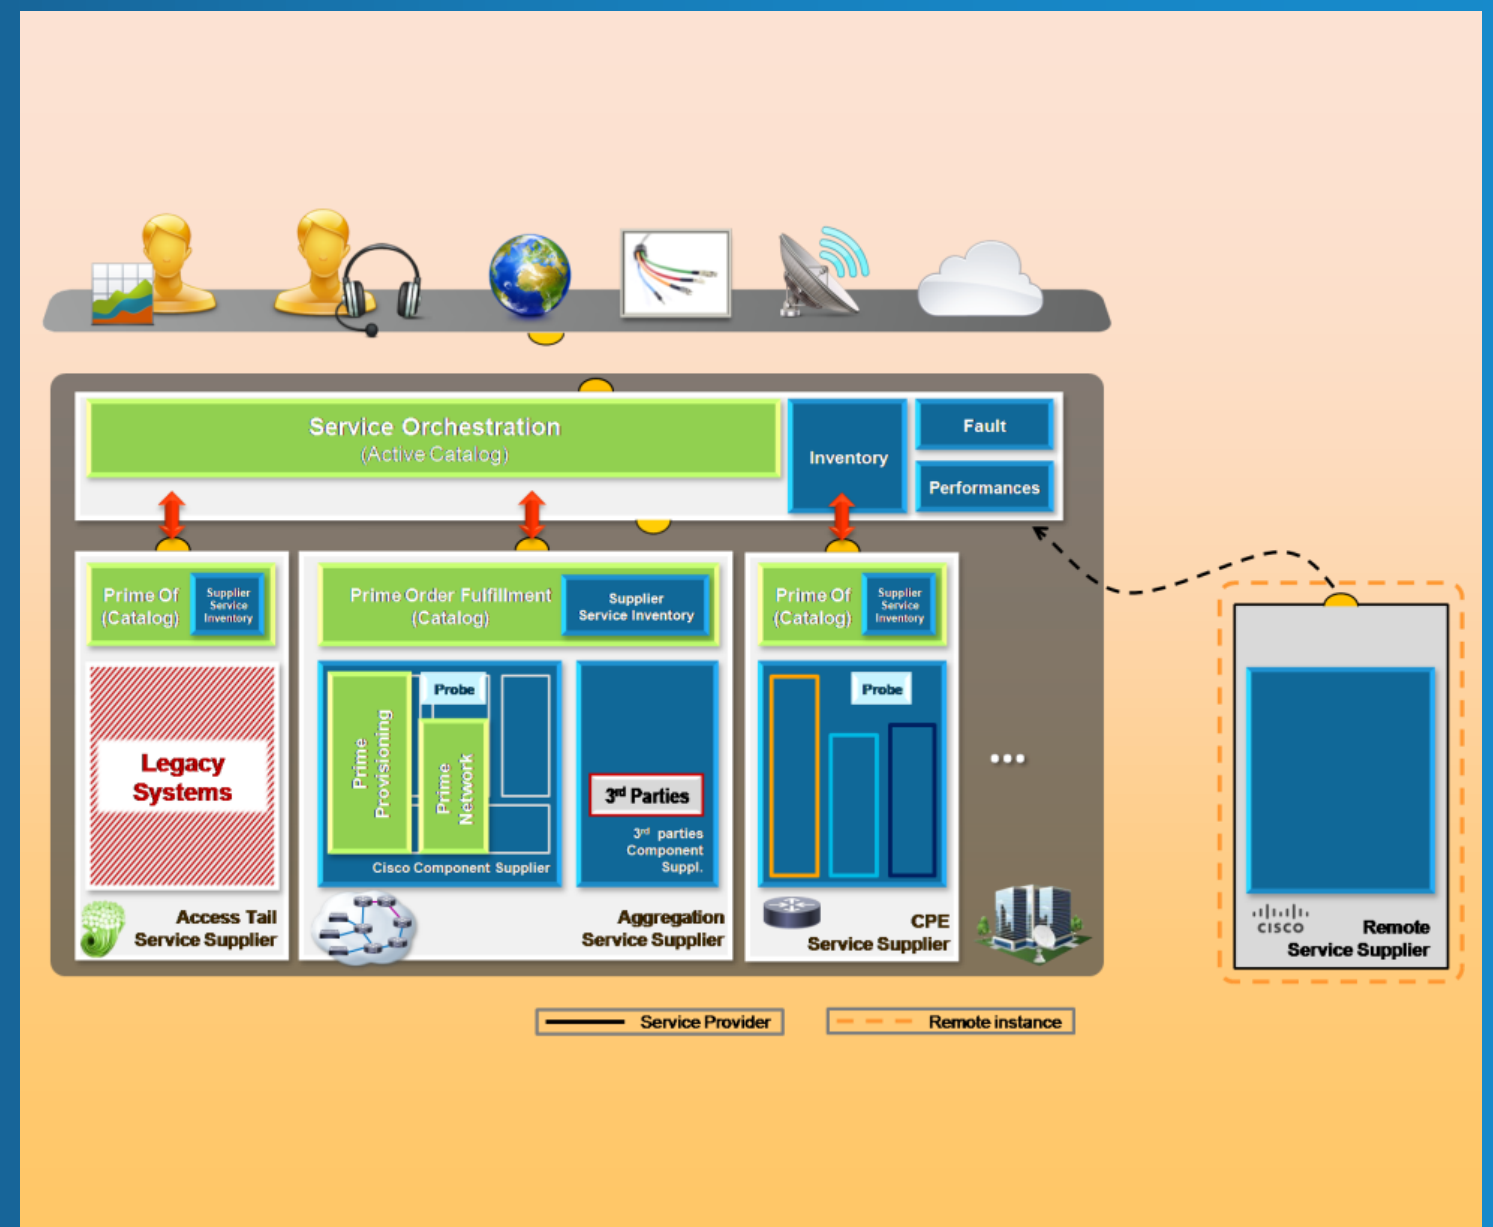 Service Orchestration
(Active Catalog)
Inventory
Fault
Performances
Prime Of
(Catalog)
Supplier
Service
Inventory
Prime Order Fulfillment
(Catalog)
Supplier
Service Inventory
Prime Of
(Catalog)
Supplier
Service
Inventory
Legacy
Systems
Prime
Provisioning
Probe
Prime
Network
Cisco Component Supplier
3rd Parties
3rd parties
Component
Suppl.
Probe
...
Access Tail
Service Supplier
Aggregation
Service Supplier
CPE
Service Supplier
CISCO
Remote
Service Supplier
Service Provider
Remote instance